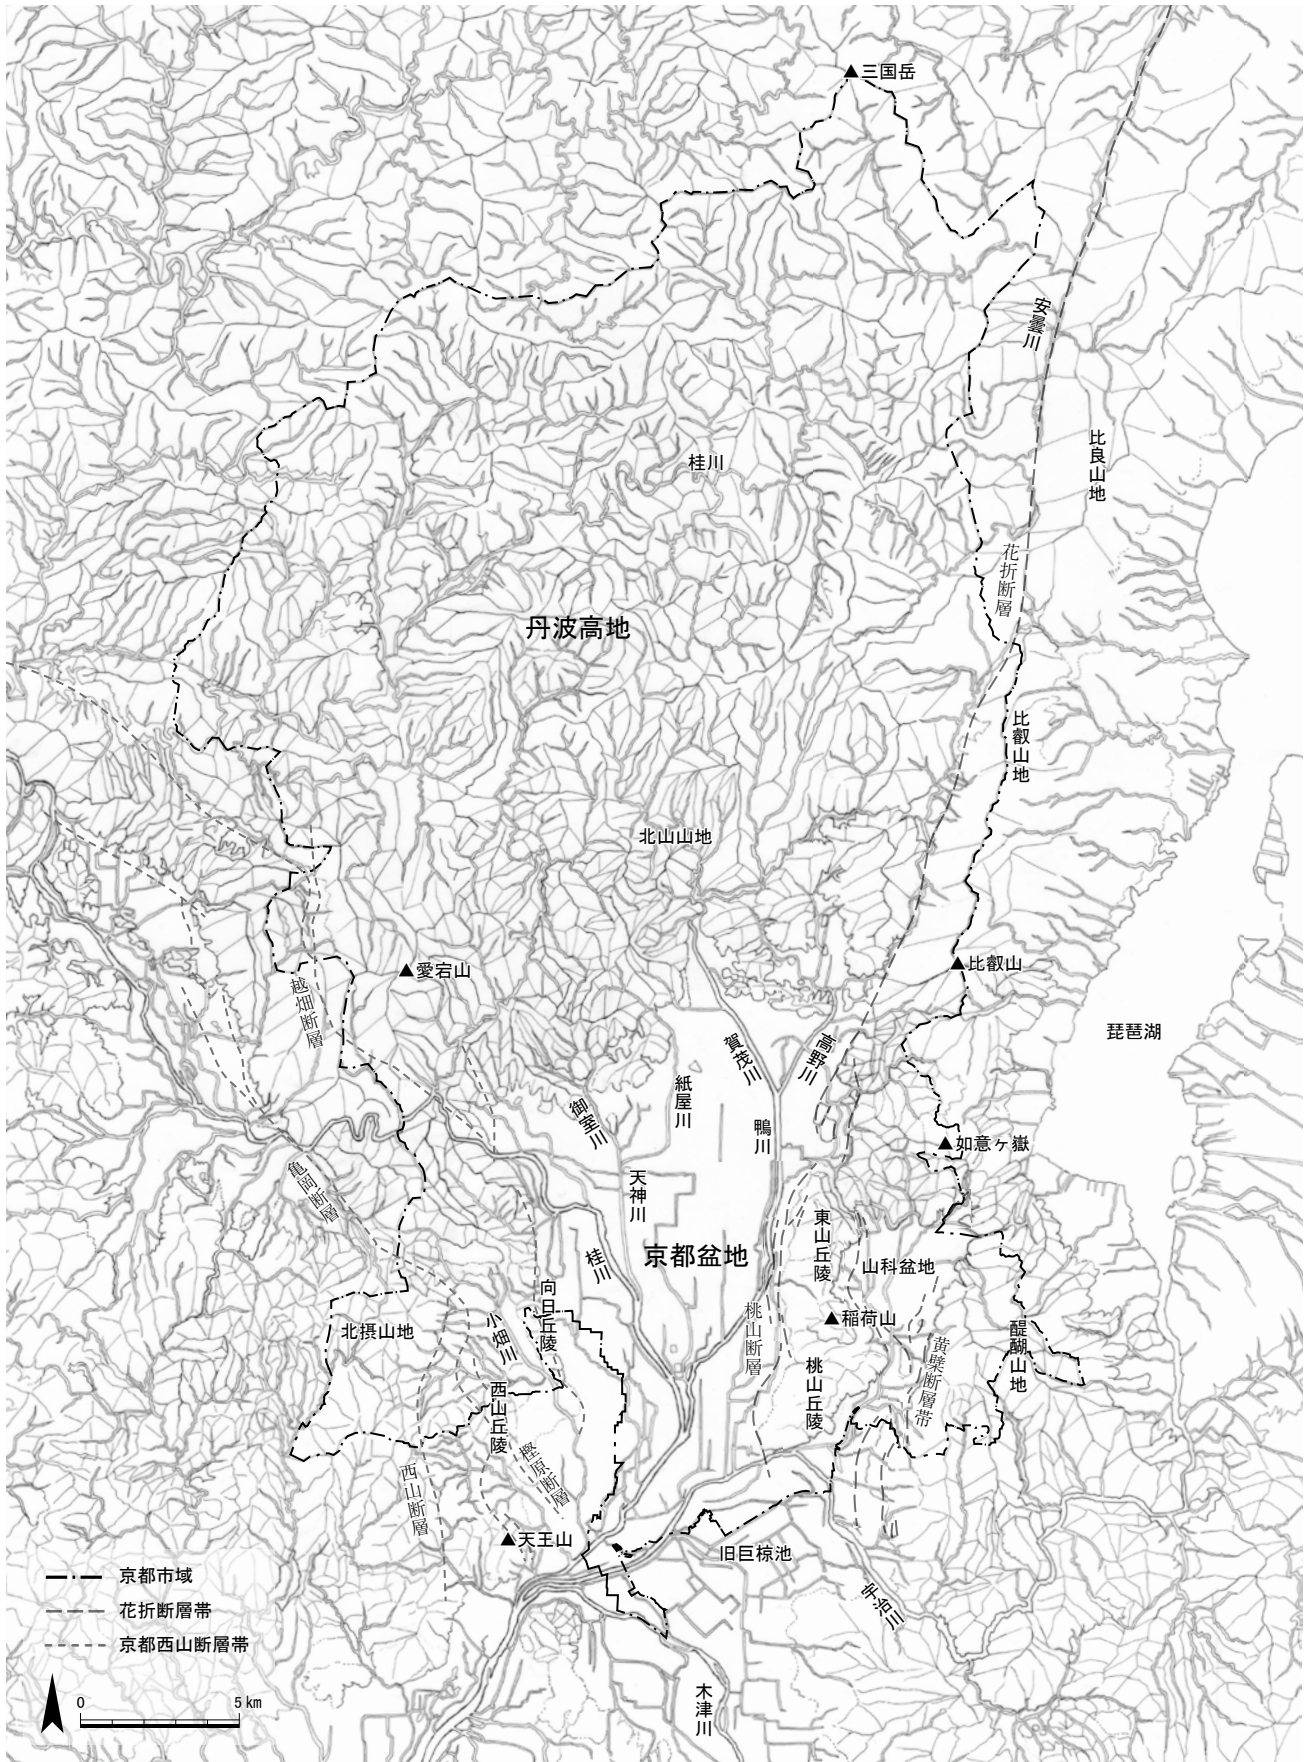 ▲三国岳
安曇川
比良山地
桂川
花折断層
丹波高地
比叡山地
北山山地
▲愛宕山
▲比叡山
越畑断層
琵琶湖
賀茂川
高野川
紙屋川
御室川
鴨川
▲如意ヶ嶽
亀岡断層
天神川
東山丘陵
京都盆地
桂川
山科盆地
向日丘陵
小畑川
桃山断層
▲稲荷山
北摂山地
醍醐山地
黄檗断層帯
桃山丘陵
西山丘陵
樫原断層
西山断層
▲天王山
旧巨椋池
宇治川
木津川
京都市域
花折断層帯
京都西山断層帯
0 5km